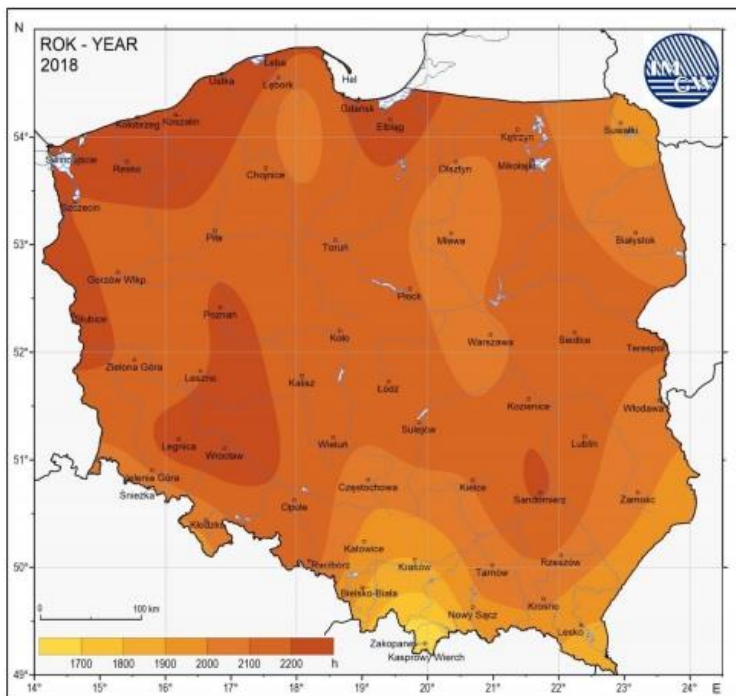 N
ROK - YEAR
2018
IM
GW
Łeba
Ustka
Lębork
Hel
Gdańsk
Kołobrzeg
Koszalin
Elbląg
54°
Kętrzyn
Suwałki
Świnoujście
Resko
Chojnice
Olsztyn
Mikołajki
Szczecin
53°
Piła
Toruń
Mława
Białystok
Gorzów Wlkp.
Płock
Słubice
Poznań
Koło
Warszawa
Siedlce
Terespol
52°
Zielona Góra
Leszno
Kalisz
Łódź
Kozienice
Włodawa
Sulejów
Legnica
Wrocław
Wieluń
Lublin
51°
Jelenia Góra
Śnieżka
Częstochowa
Kielce
Sandomierz
Zamość
Opole
Kłodzko
Katowice
Kraków
Tarnów
Rzeszów
50°
Racibórz
Bielsko-Biała
Nowy Sącz
Krosno
Lesko
0 100 km
Zakopane
Kasprowy Wierch
1700 1800 1900 2000 2100 2200 h
49°
14° 15° 16° 17° 18° 19° 20° 21° 22° 23° 24° E